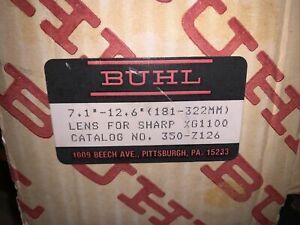 BUHL
7.1"-12.6"(181-322MM)
LENS FOR SHARP XG1100
CATALOG NO. 350-Z126
1009 BEECH AVE., PITTSBURGH, PA. 15233